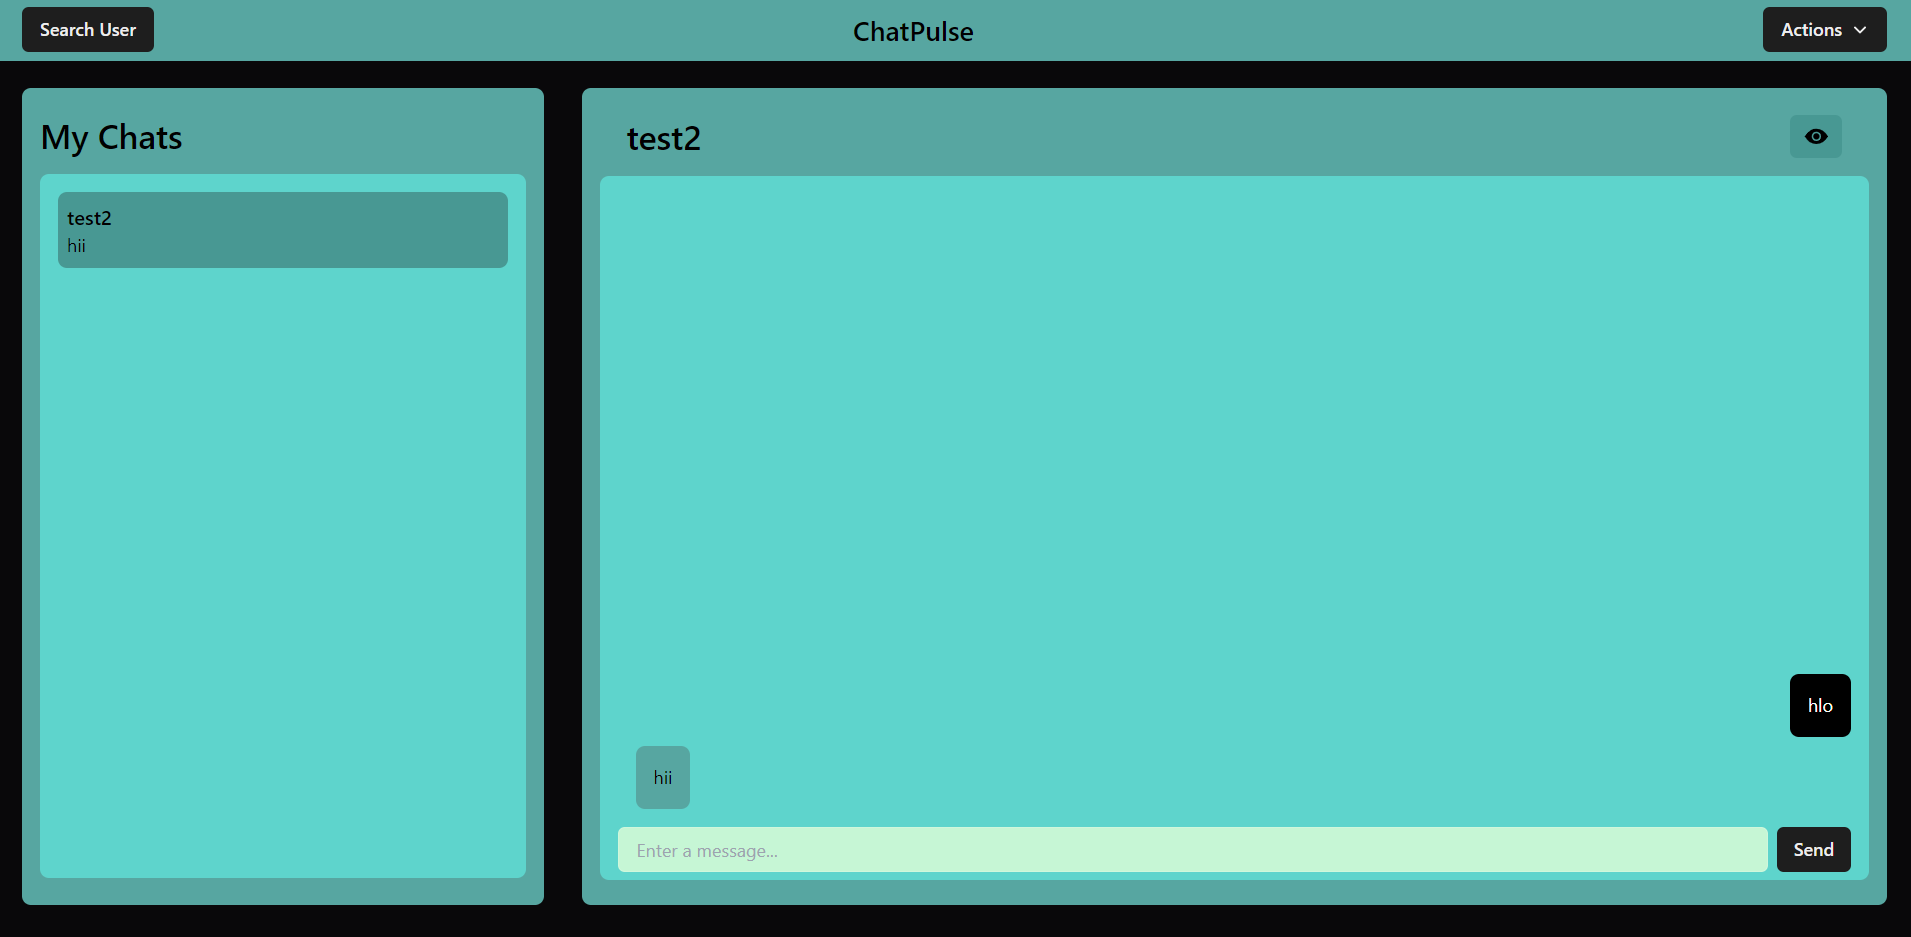 Search User
ChatPulse
Actions
My Chats
test2
hii
test2
hlo
hii
Enter a message...
Send